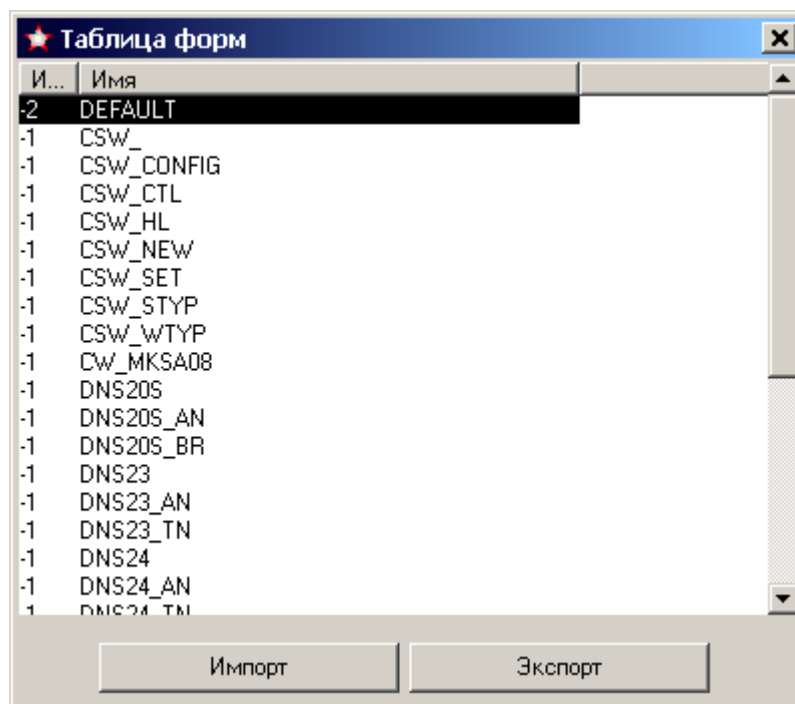 Таблица форм
И... Имя
-2 DEFAULT
-1 CSW_
-1 CSW_CONFIG
-1 CSW_CTL
-1 CSW_HL
-1 CSW_NEW
-1 CSW_SET
-1 CSW_STYP
-1 CSW_WTYP
-1 CW_MKSA08
-1 DNS20S
-1 DNS20S_AN
-1 DNS20S_BR
-1 DNS23
-1 DNS23_AN
-1 DNS23_TN
-1 DNS24
-1 DNS24_AN
-1 DNS24_TN
Импорт Экспорт